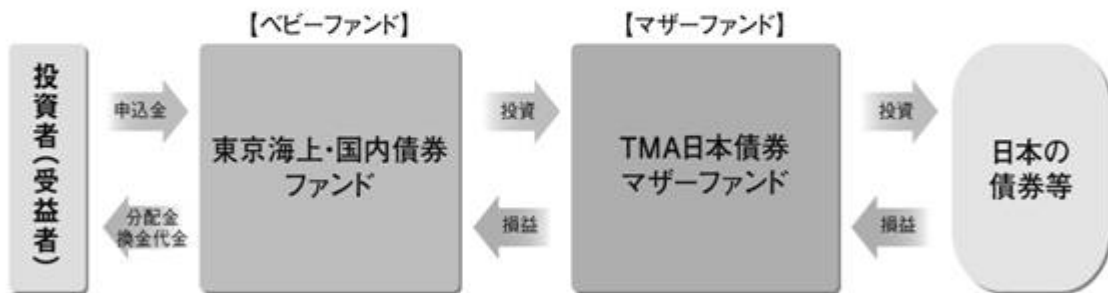 【ベビーファンド】
【マザーファンド】
投資者(受益者)
申込金
分配金
換金代金
東京海上・国内債券
ファンド
投資
損益
TMA日本債券
マザーファンド
投資
損益
日本の
債券等